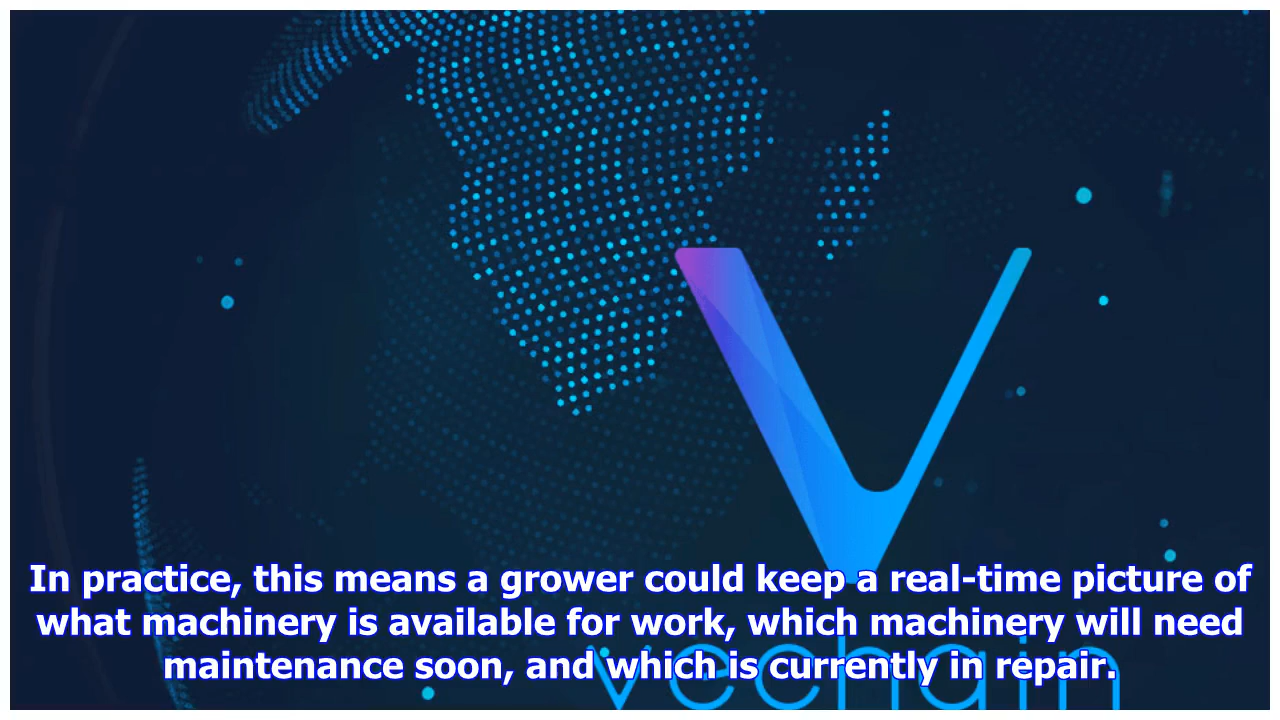 In practice, this means a grower could keep a real-time picture of
what machinery is available for work, which machinery will need
maintenance soon, and which is currently in repair.
vechain